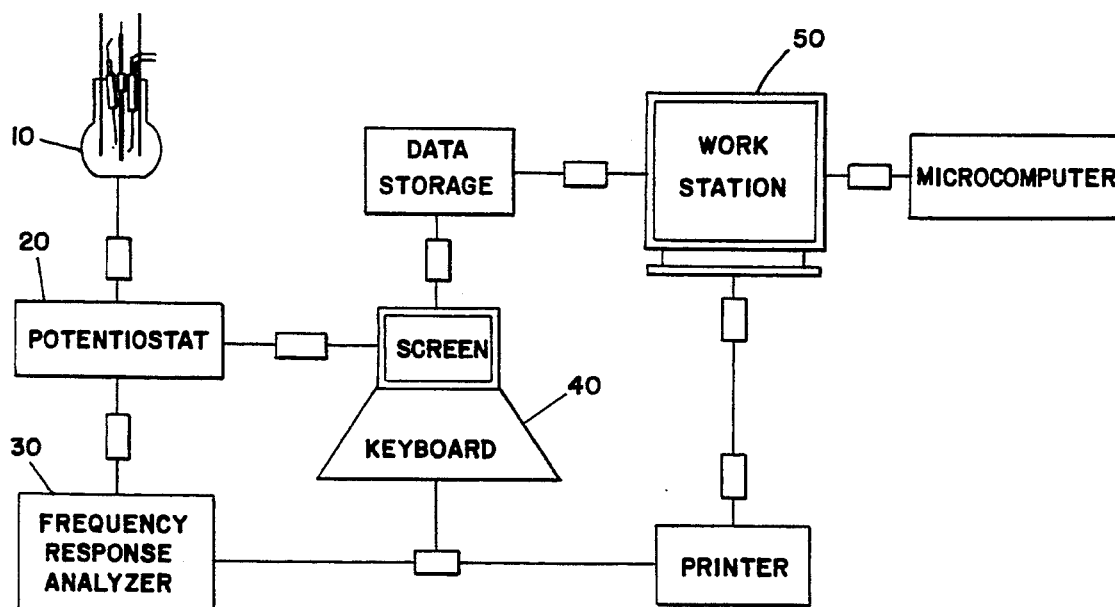 50
10
DATA
STORAGE
WORK
STATION
MICROCOMPUTER
20
POTENTIOSTAT
SCREEN
40
KEYBOARD
30
FREQUENCY
RESPONSE
ANALYZER
PRINTER